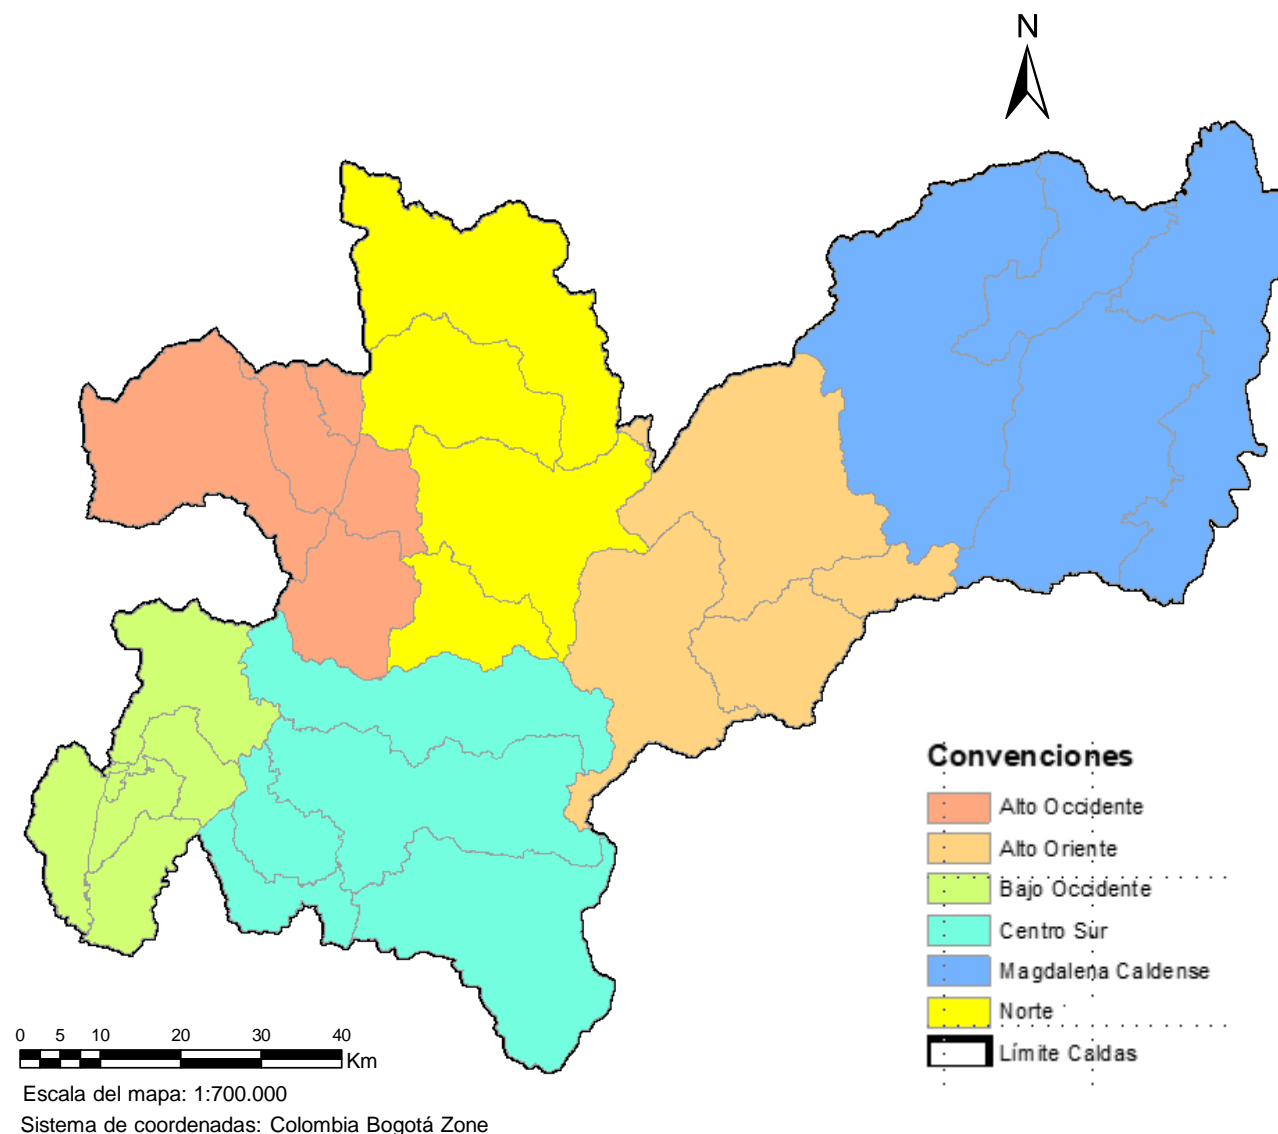 N
Convenciones
Alto Occidente
Alto Oriente
Bajo Occidente
Centro Sur
Magdalena Caldense
Norte
Límite Caldas
0 5 10 20 30 40
Km
Escala del mapa: 1:700.000
Sistema de coordenadas: Colombia Bogotá Zone